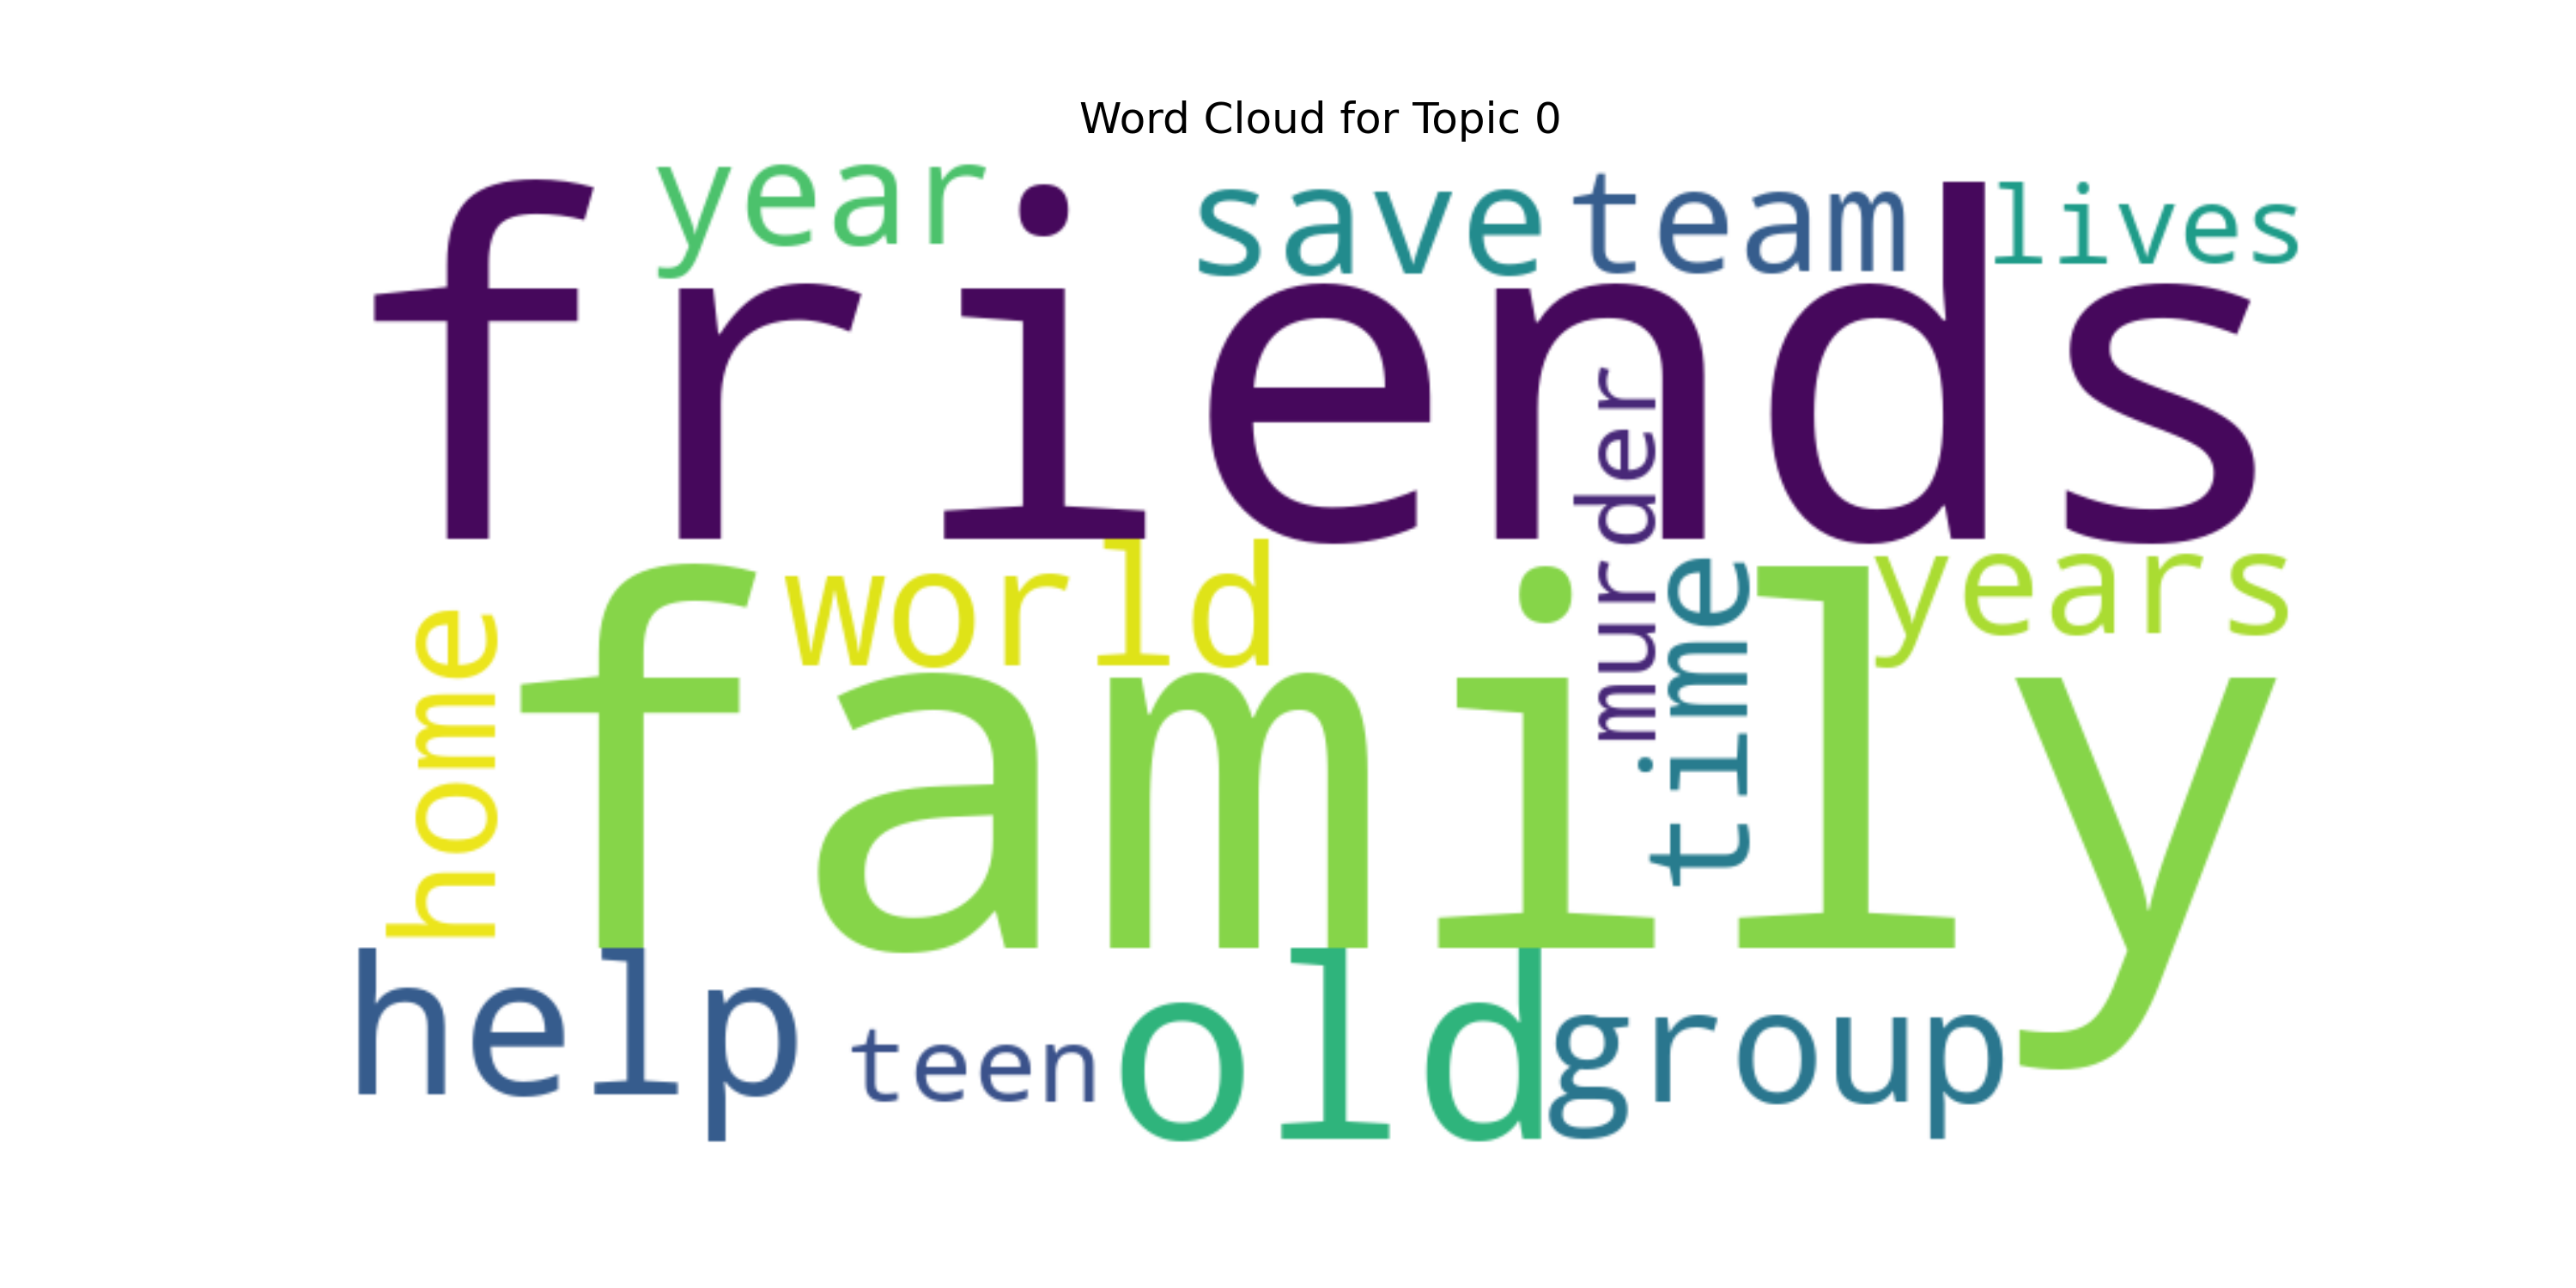 Word Cloud for Topic 0
year
save
team
lives
friends
murder
world
time
years
home
family
help
teen
old
group